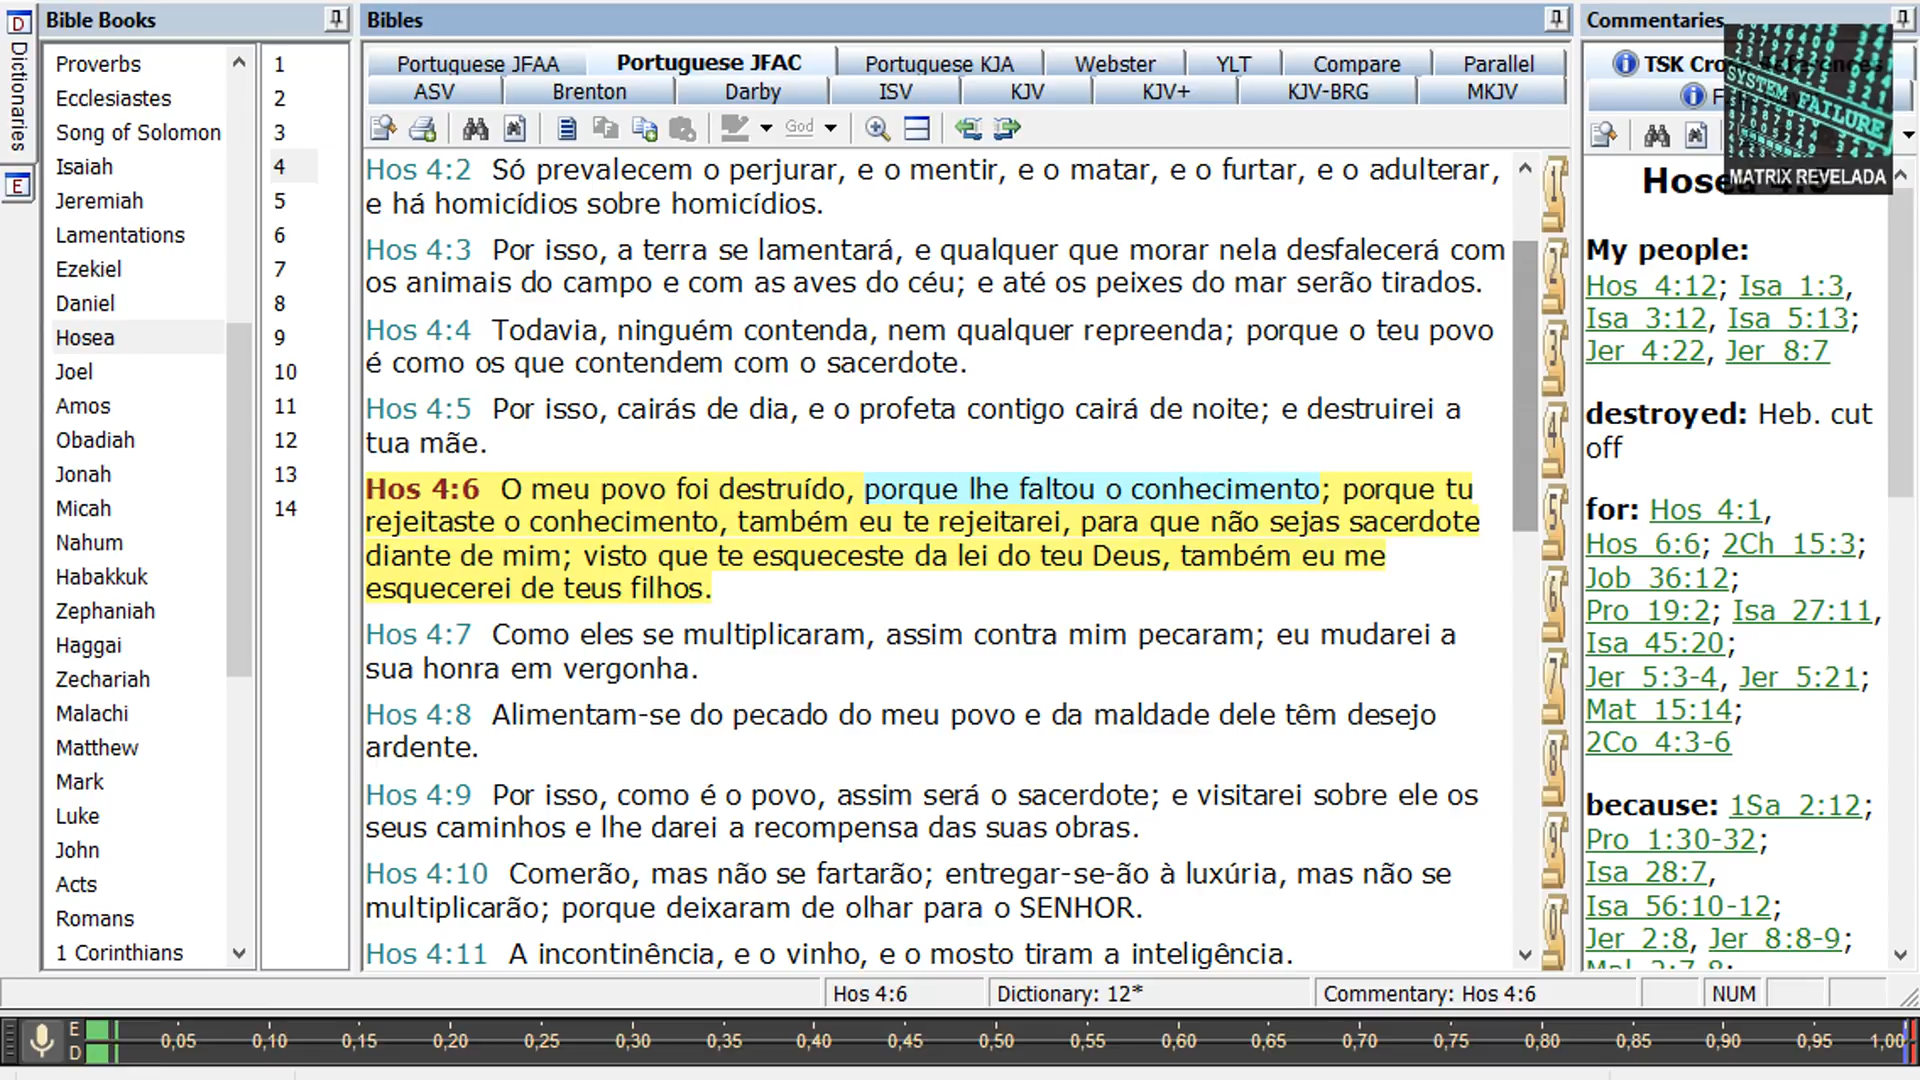 Bible Books
Bibles
Commentaries
D
Dictionaries
E
Proverbs
Ecclesiastes
Song of Solomon
Isaiah
Jeremiah
Lamentations
Ezekiel
Daniel
Hosea
Joel
Amos
Obadiah
Jonah
Micah
Nahum
Habakkuk
Zephaniah
Haggai
Zechariah
Malachi
Matthew
Mark
Luke
John
Acts
Romans
1 Corinthians
1
2
3
4
5
6
7
8
9
10
11
12
13
14
Portuguese JFAA Portuguese JFAC Portuguese KJA Webster YLT Compare Parallel
ASV Brenton Darby ISV KJV KJV+ KJV-BRG MKJV
God
Hos 4:2 Só prevalecem o perjurar, e o mentir, e o matar, e o furtar, e o adulterar,
e há homicídios sobre homicídios.
Hos 4:3 Por isso, a terra se lamentará, e qualquer que morar nela desfalecerá com
os animais do campo e com as aves do céu; e até os peixes do mar serão tirados.
Hos 4:4 Todavia, ninguém contenda, nem qualquer repreenda; porque o teu povo
é como os que contendem com o sacerdote.
Hos 4:5 Por isso, cairás de dia, e o profeta contigo cairá de noite; e destruirei a
tua mãe.
Hos 4:6 O meu povo foi destruído, porque lhe faltou o conhecimento; porque tu
rejeitaste o conhecimento, também eu te rejeitarei, para que não sejas sacerdote
diante de mim; visto que te esqueceste da lei do teu Deus, também eu me
esquecerei de teus filhos.
Hos 4:7 Como eles se multiplicaram, assim contra mim pecaram; eu mudarei a
sua honra em vergonha.
Hos 4:8 Alimentam-se do pecado do meu povo e da maldade dele têm desejo
ardente.
Hos 4:9 Por isso, como é o povo, assim será o sacerdote; e visitarei sobre ele os
seus caminhos e lhe darei a recompensa das suas obras.
Hos 4:10 Comerão, mas não se fartarão; entregar-se-ão à luxúria, mas não se
multiplicarão; porque deixaram de olhar para o SENHOR.
Hos 4:11 A incontinência, e o vinho, e o mosto tiram a inteligência.
1
2
3
4
5
6
7
8
9
0
TSK
SYSTEM FAILURE
MATRIX REVELADA
Hosea
My people:
Hos 4:12; Isa 1:3,
Isa 3:12, Isa 5:13;
Jer 4:22, Jer 8:7
destroyed: Heb. cut
off
for: Hos 4:1,
Hos 6:6; 2Ch 15:3;
Job 36:12;
Pro 19:2; Isa 27:11,
Isa 45:20;
Jer 5:3-4, Jer 5:21;
Mat 15:14;
2Co 4:3-6
because: 1Sa 2:12;
Pro 1:30-32;
Isa 28:7,
Isa 56:10-12;
Jer 2:8, Jer 8:8-9;
Hos 4:6 Dictionary: 12* Commentary: Hos 4:6 NUM
E
D
0,05 0,10 0,15 0,20 0,25 0,30 0,35 0,40 0,45 0,50 0,55 0,60 0,65 0,70 0,75 0,80 0,85 0,90 0,95 1,00